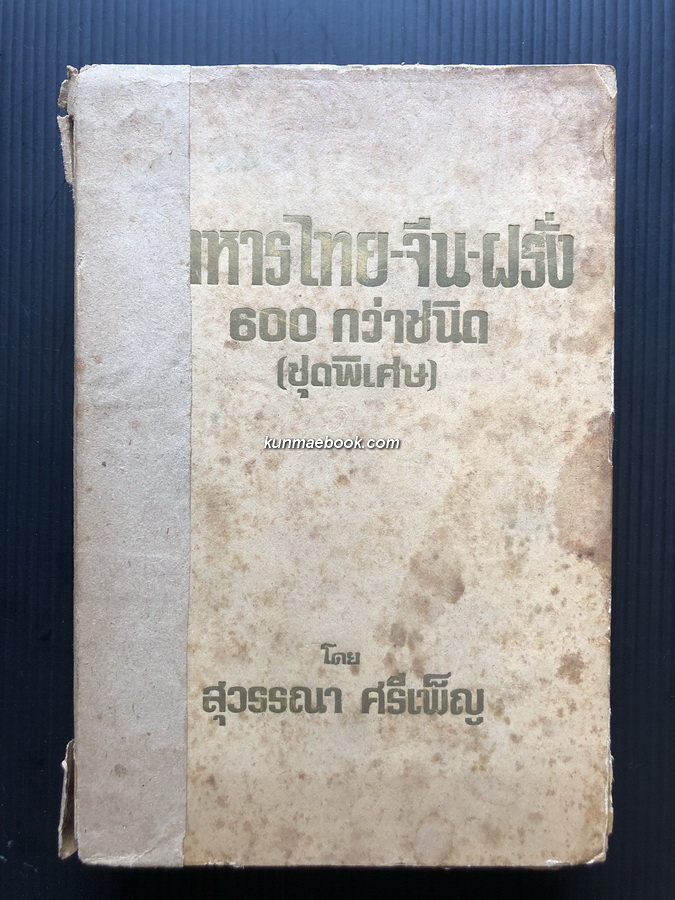 าหารไทย-จีน-ฝรั่ง
600 กว่าชนิด
(ชุดพิเศษ)
kunmaebook.com
โดย
สุวรรณา ศรีเพ็ญ